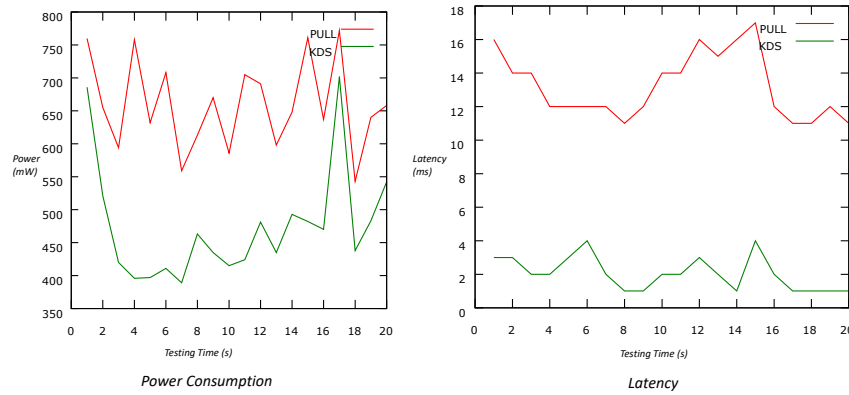 800
750
700
650
600
550
500
450
400
350
Power
(mW)
PULL
KDS
0 2 4 6 8 10 12 14 16 18 20
Testing Time (s)
Power Consumption
18
16
14
12
10
8
6
4
2
0
Latency
(ms)
PULL
KDS
0 2 4 6 8 10 12 14 16 18 20
Testing Time (s)
Latency